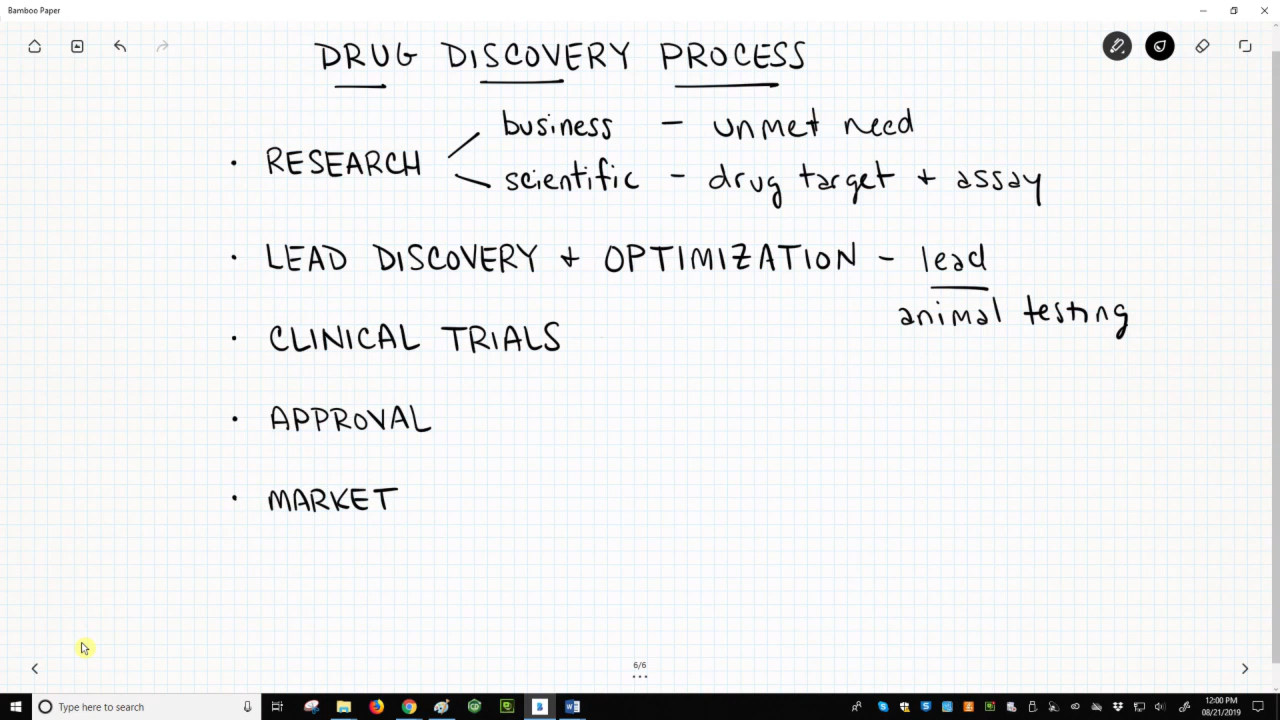 Bamboo Paper
DRUG DISCOVERY PROCESS
business - unmet need
· RESEARCH
scientific - drug target + assay
· LEAD DISCOVERY + OPTIMIZATION - lead
animal testing
· CLINICAL TRIALS
· APPROVAL
· MARKET
6/6
Type here to search
12:00 PM
08/21/2019